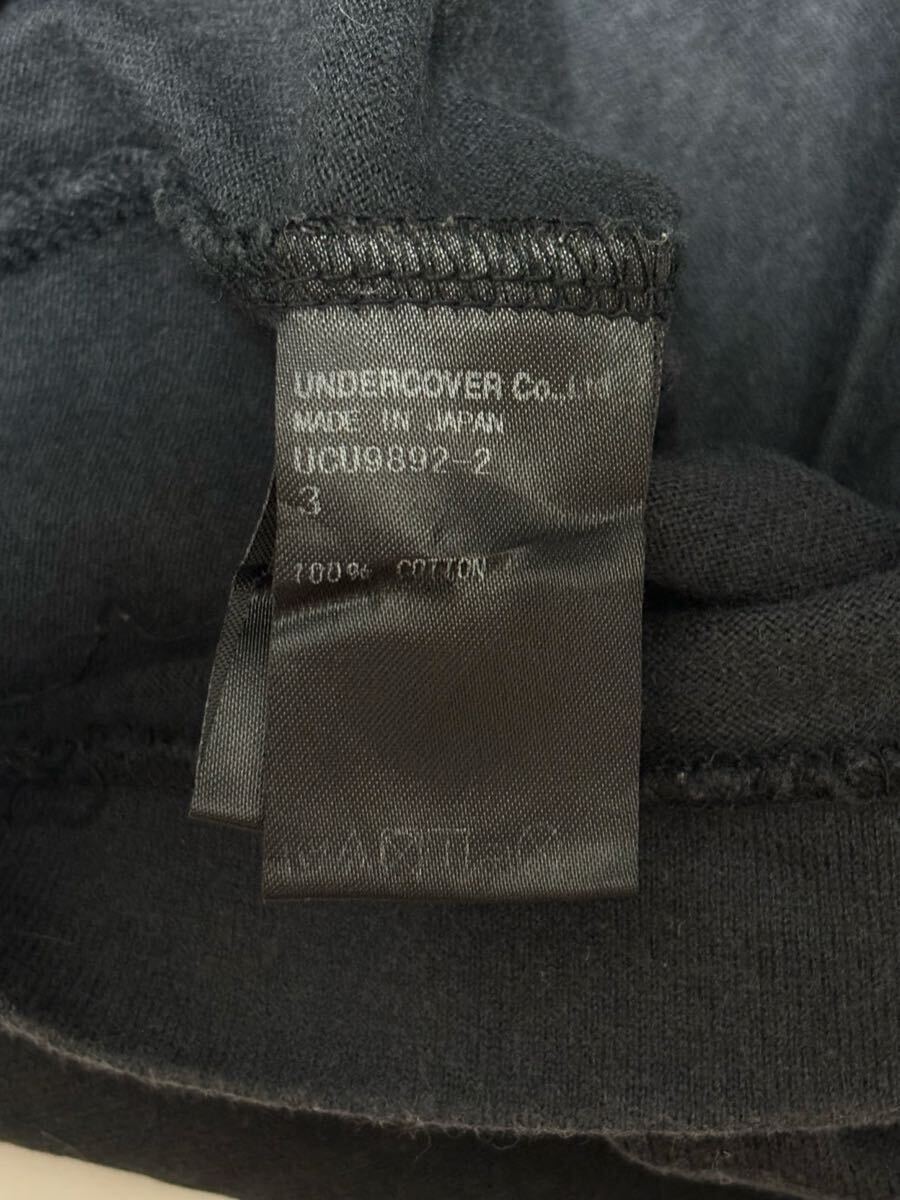 UNDERCOVER Co.,Ltd
MADE IN JAPAN
UCU9892-2
3
100% COTTON